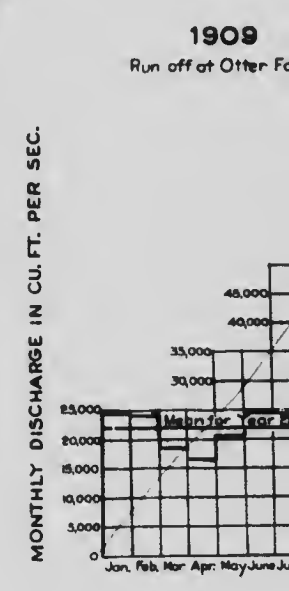 1909
Run off at Otter
MONTHLY DISCHARGE IN CU. FT. PER SEC.
45,000
40,000
35,000
30,000
25,000
Mean for Year
20,000
15,000
10,000
5,000
0
Jan. Feb. Mar. Apr. May June